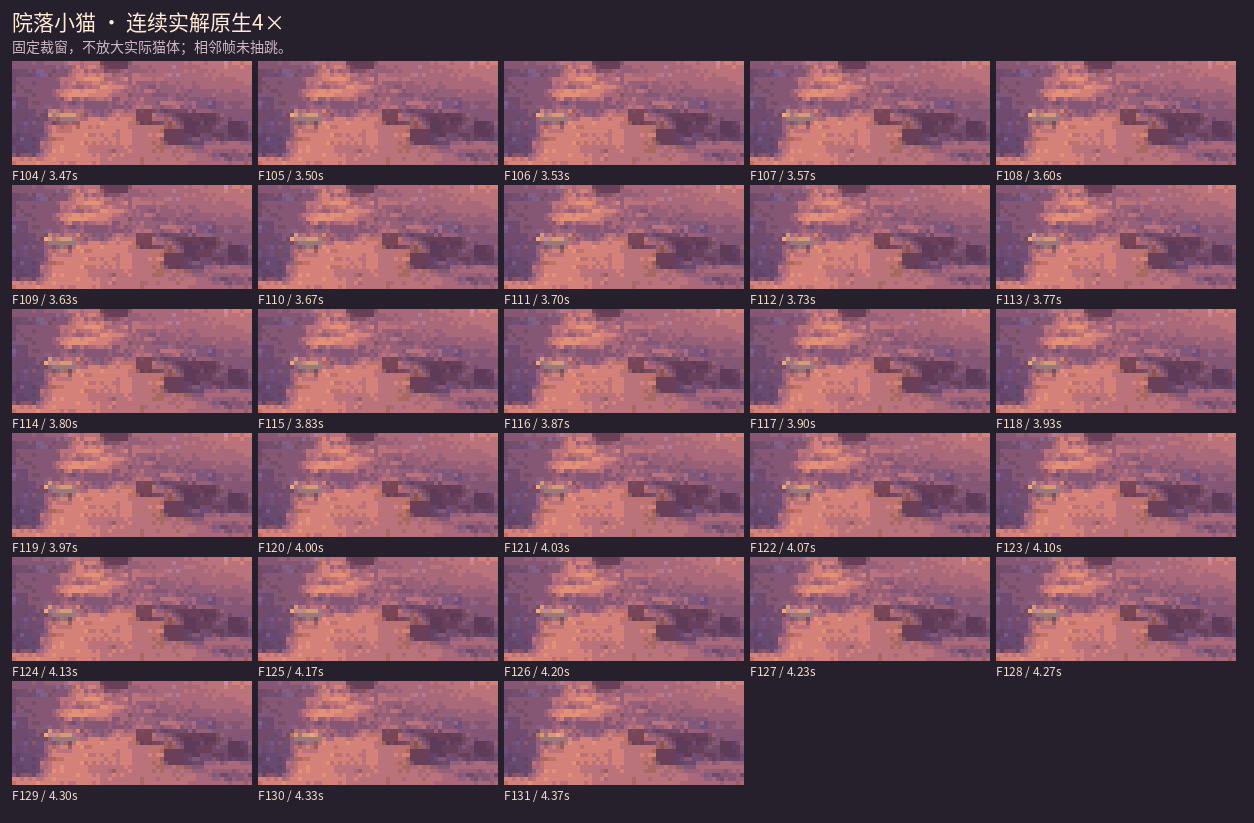 院落小猫 · 连续实解原生4×
固定裁窗，不放大实际猫体；相邻帧未抽跳。
F104 / 3.47s F105 / 3.50s F106 / 3.53s F107 / 3.57s F108 / 3.60s
F109 / 3.63s F110 / 3.67s F111 / 3.70s F112 / 3.73s F113 / 3.77s
F114 / 3.80s F115 / 3.83s F116 / 3.87s F117 / 3.90s F118 / 3.93s
F119 / 3.97s F120 / 4.00s F121 / 4.03s F122 / 4.07s F123 / 4.10s
F124 / 4.13s F125 / 4.17s F126 / 4.20s F127 / 4.23s F128 / 4.27s
F129 / 4.30s F130 / 4.33s F131 / 4.37s